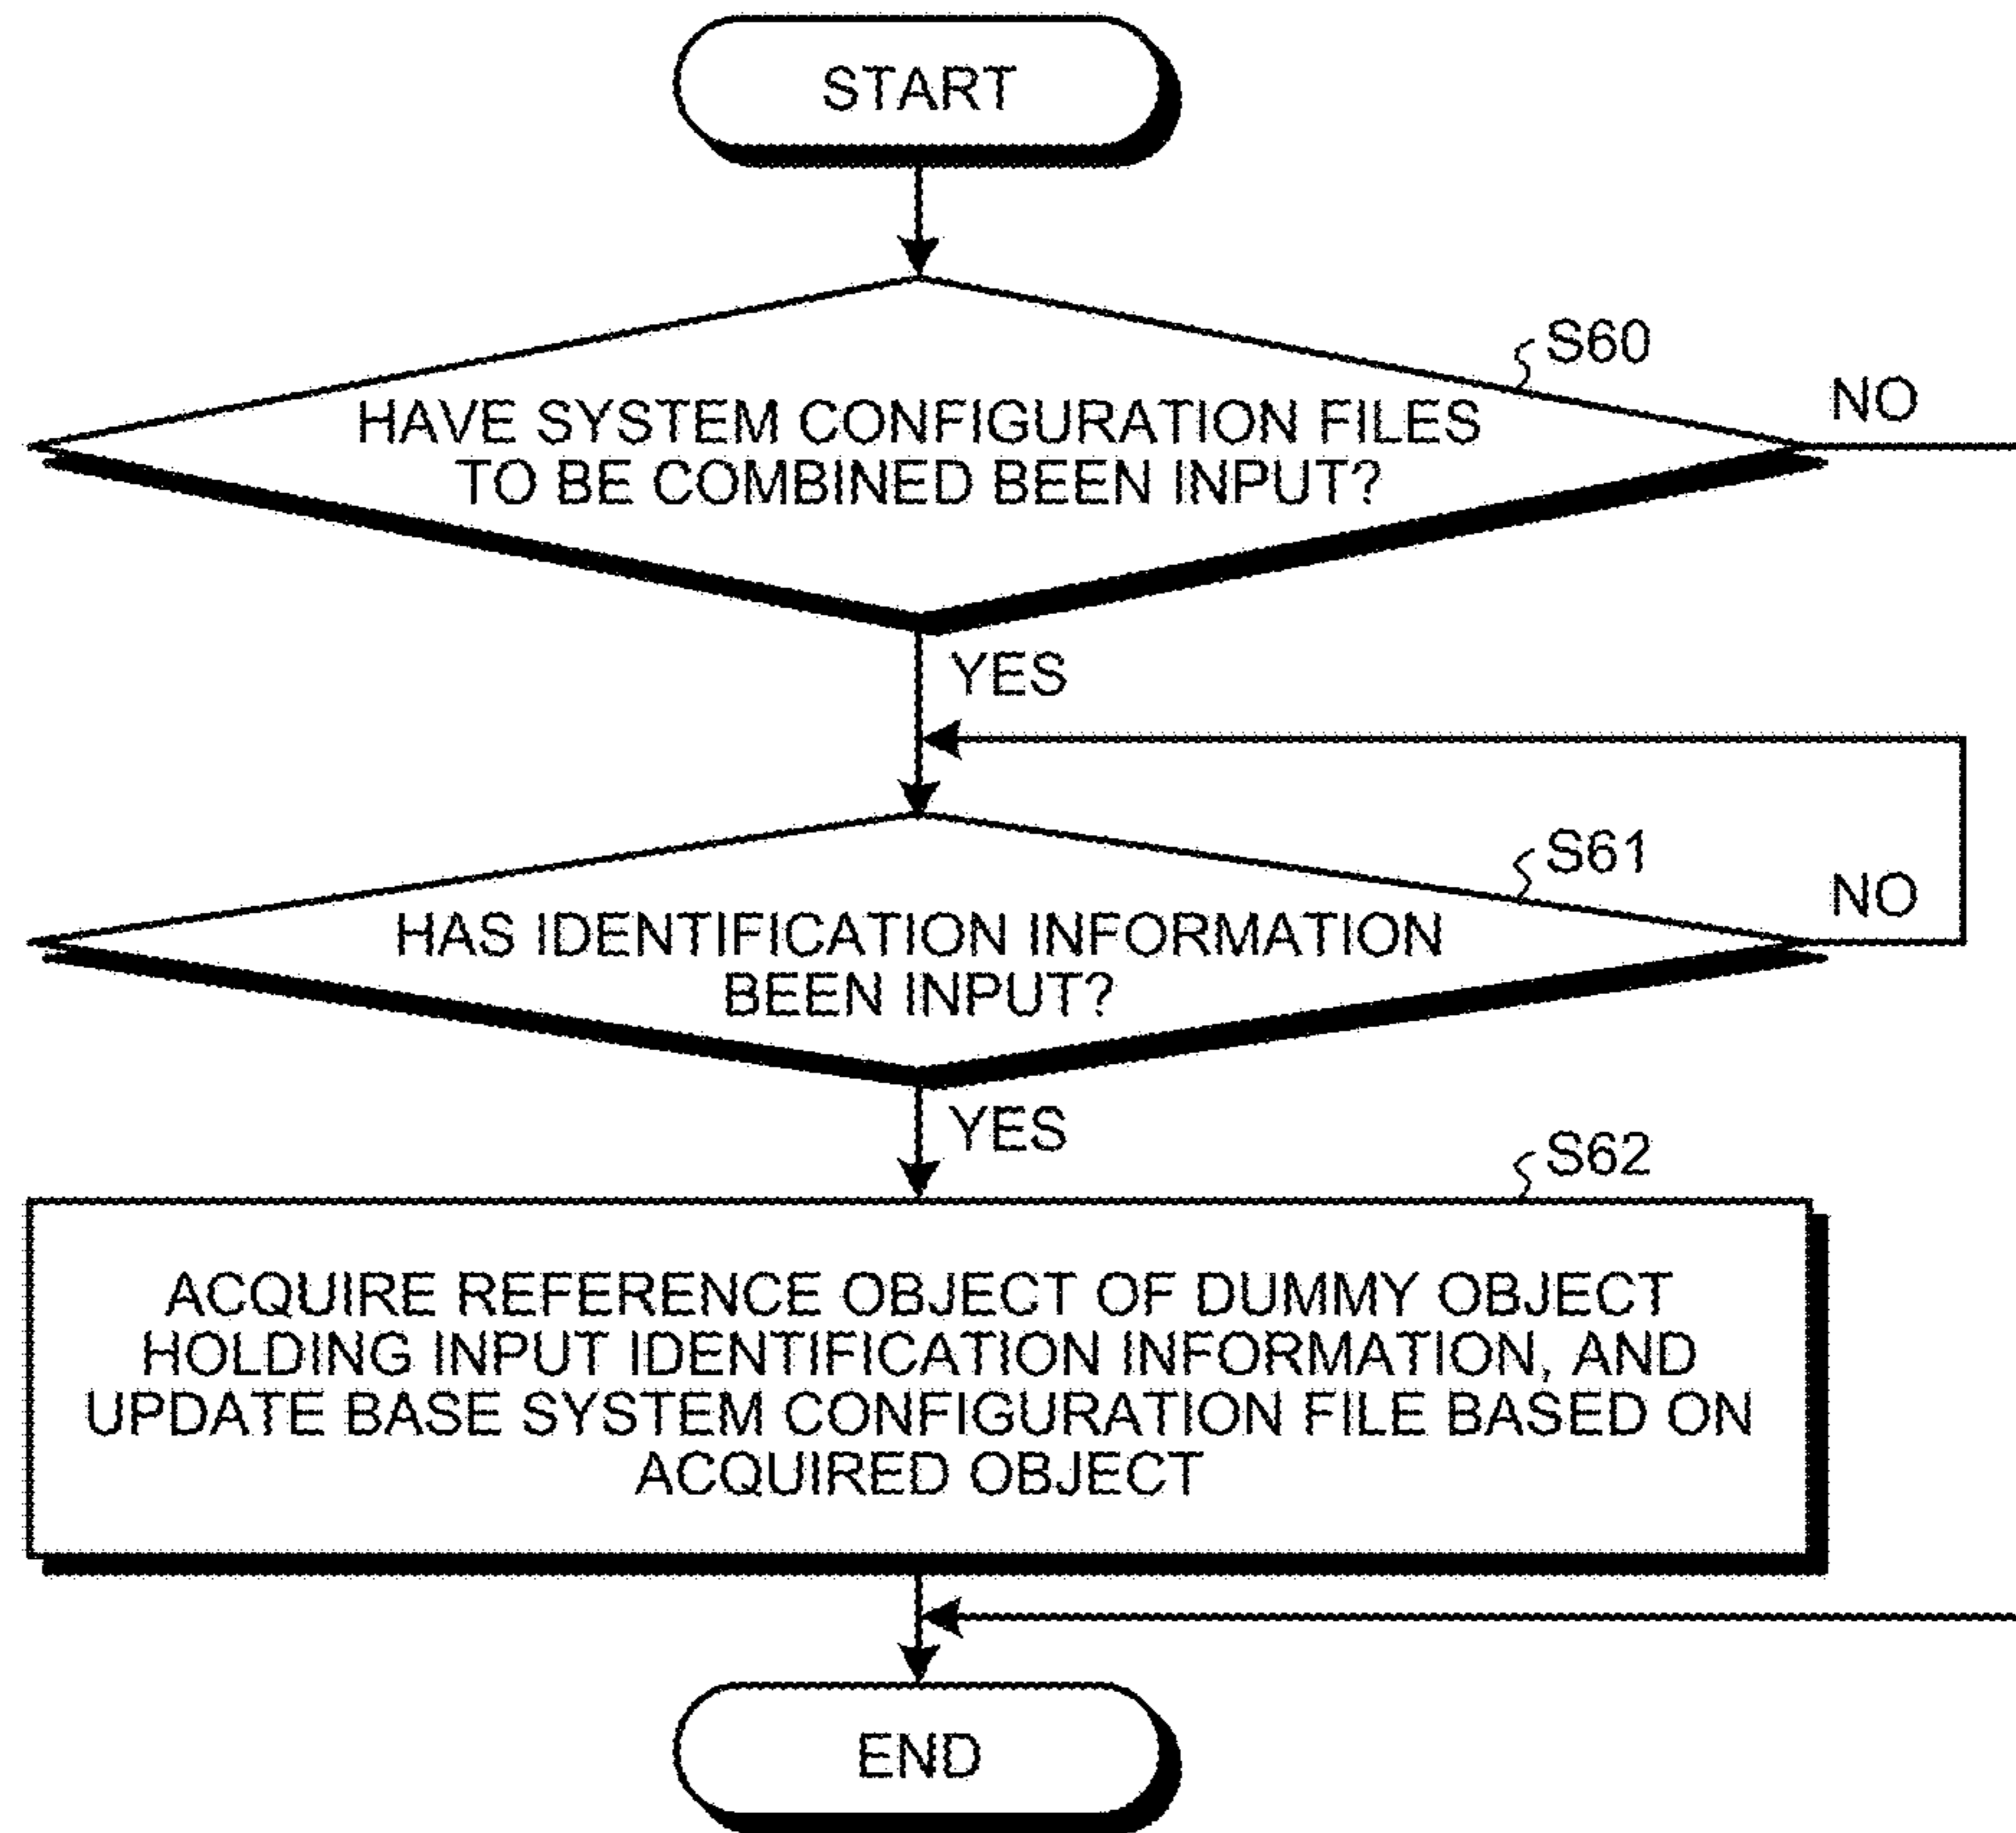 START
S60
NO
HAVE SYSTEM CONFIGURATION FILES
TO BE COMBINED BEEN INPUT?
YES
S61
NO
HAS IDENTIFICATION INFORMATION
BEEN INPUT?
YES
S62
ACQUIRE REFERENCE OBJECT OF DUMMY OBJECT
HOLDING INPUT IDENTIFICATION INFORMATION, AND
UPDATE BASE SYSTEM CONFIGURATION FILE BASED ON
ACQUIRED OBJECT
END